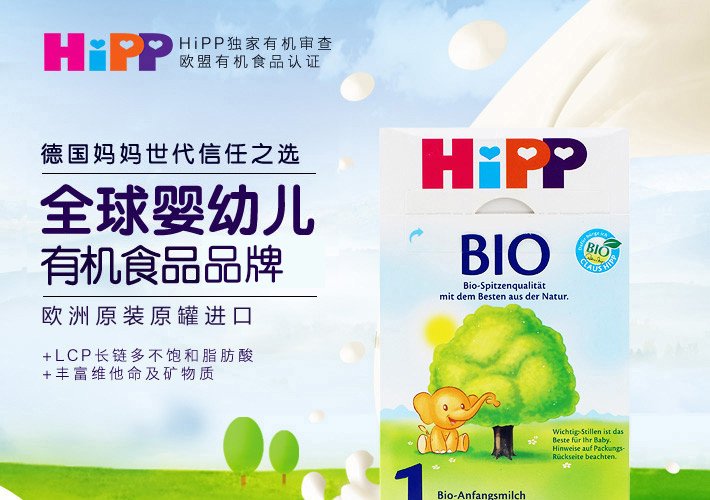 HiPP
HiPP独家有机审查
欧盟有机食品认证
德国妈妈世代信任之选
全球婴幼儿
有机食品品牌
欧洲原装原罐进口
+LCP长链多不饱和脂肪酸
+丰富维他命及矿物质
HiPP
BIO
Bio-Spitzenqualität
mit dem Besten aus der Natur.
Dafür bürge ich
BIO
CLAUS HIPP
Wichtig: Stillen ist das
Beste für Ihr Baby.
Hinweise auf Packungs-
Rückseite beachten.
1
Bio-Anfangsmilch